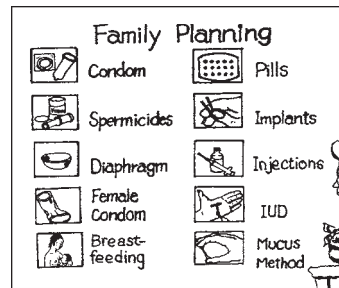 Family Planning
Condom
Spermicides
Diaphragm
Female
Condom
Breast-
feeding
Pills
Implants
Injections
IUD
Mucus
Method